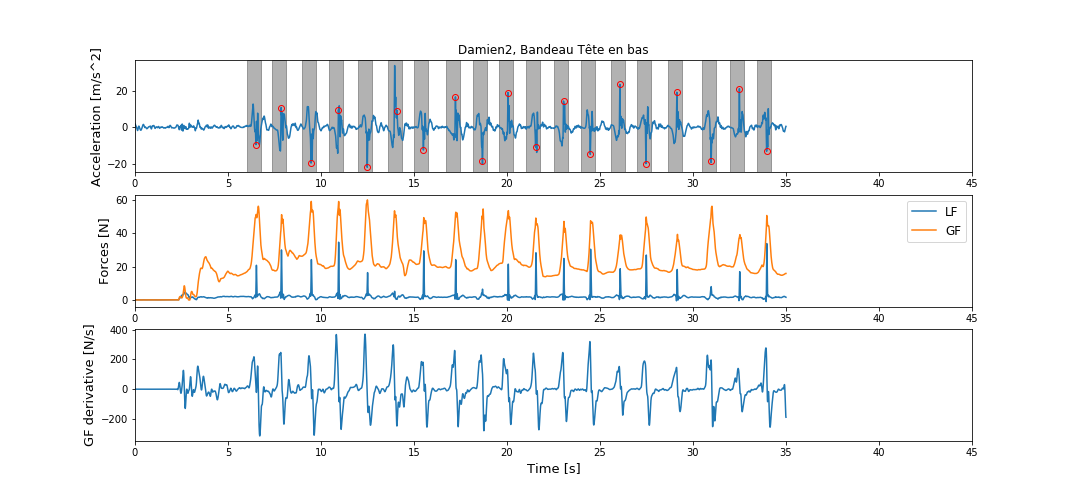 Damien2, Bandeau Tête en bas
Acceleration [m/s^2]
20
0
−20
0 5 10 15 20 25 30 35 40 45
Forces [N]
60
40
20
0
LF
GF
0 5 10 15 20 25 30 35 40 45
GF derivative [N/s]
400
200
0
−200
0 5 10 15 20 25 30 35 40 45
Time [s]